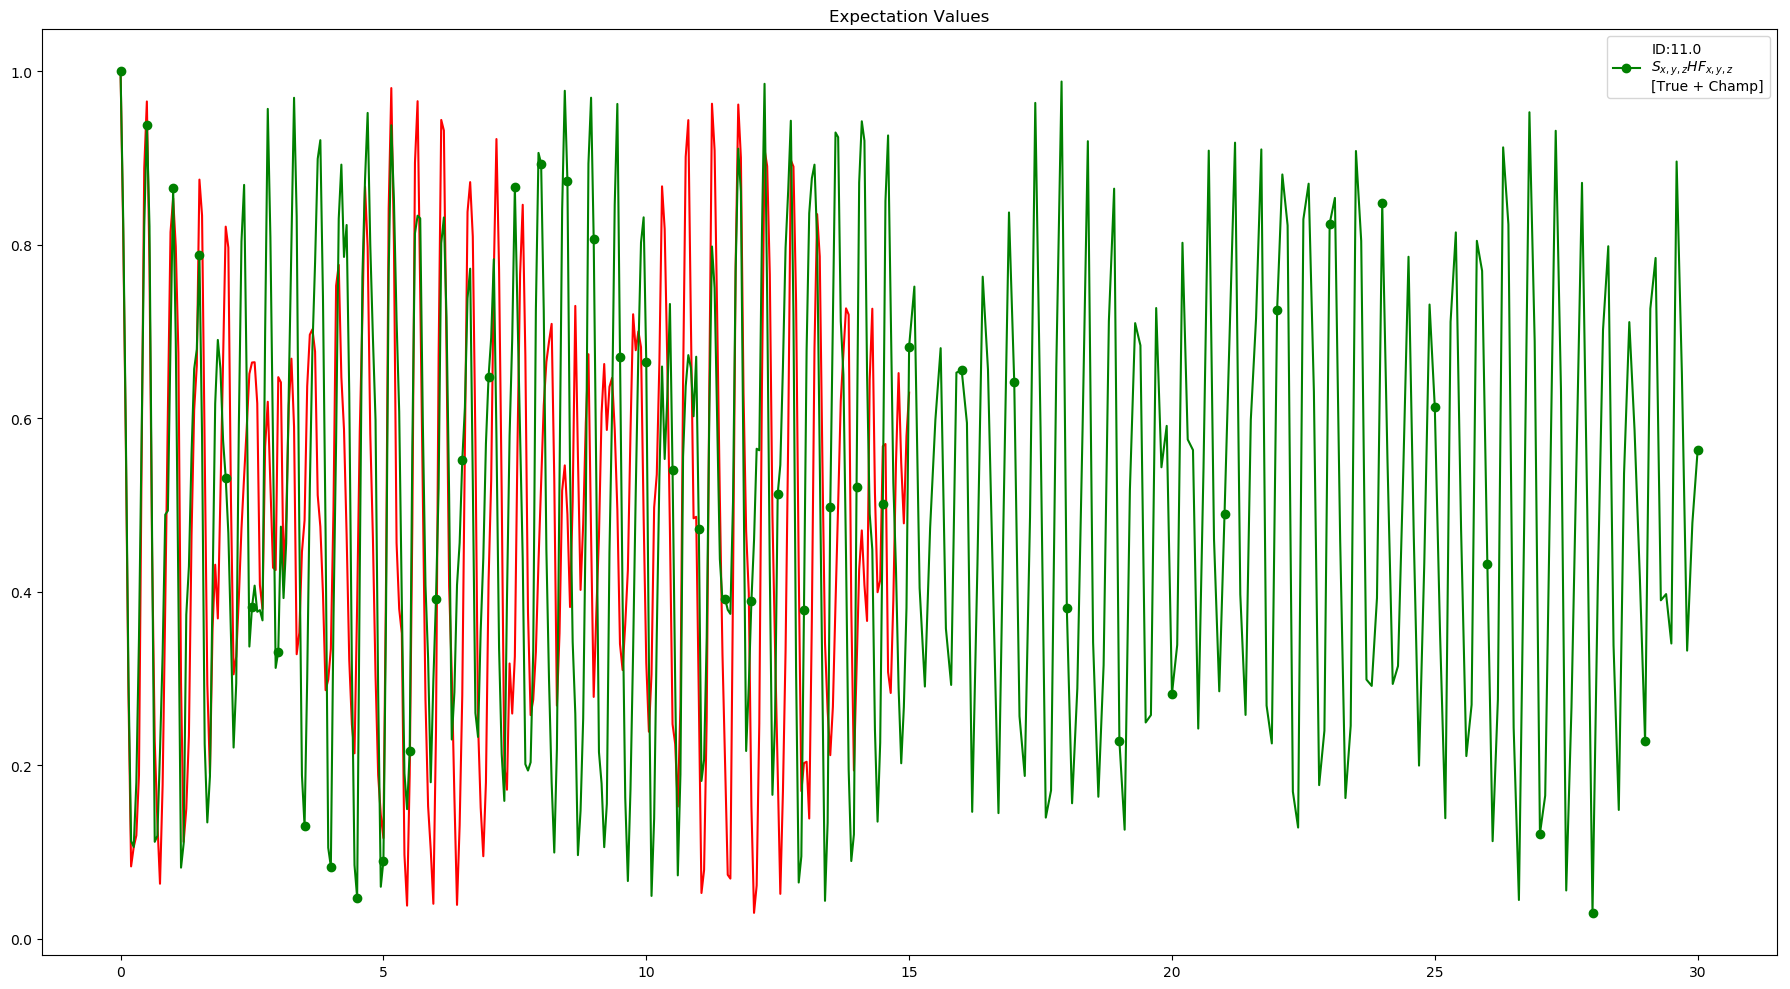 Expectation Values
ID:11.0
S_{x,y,z}HF_{x,y,z}
[True + Champ]
1.0
0.8
0.6
0.4
0.2
0.0
0 5 10 15 20 25 30